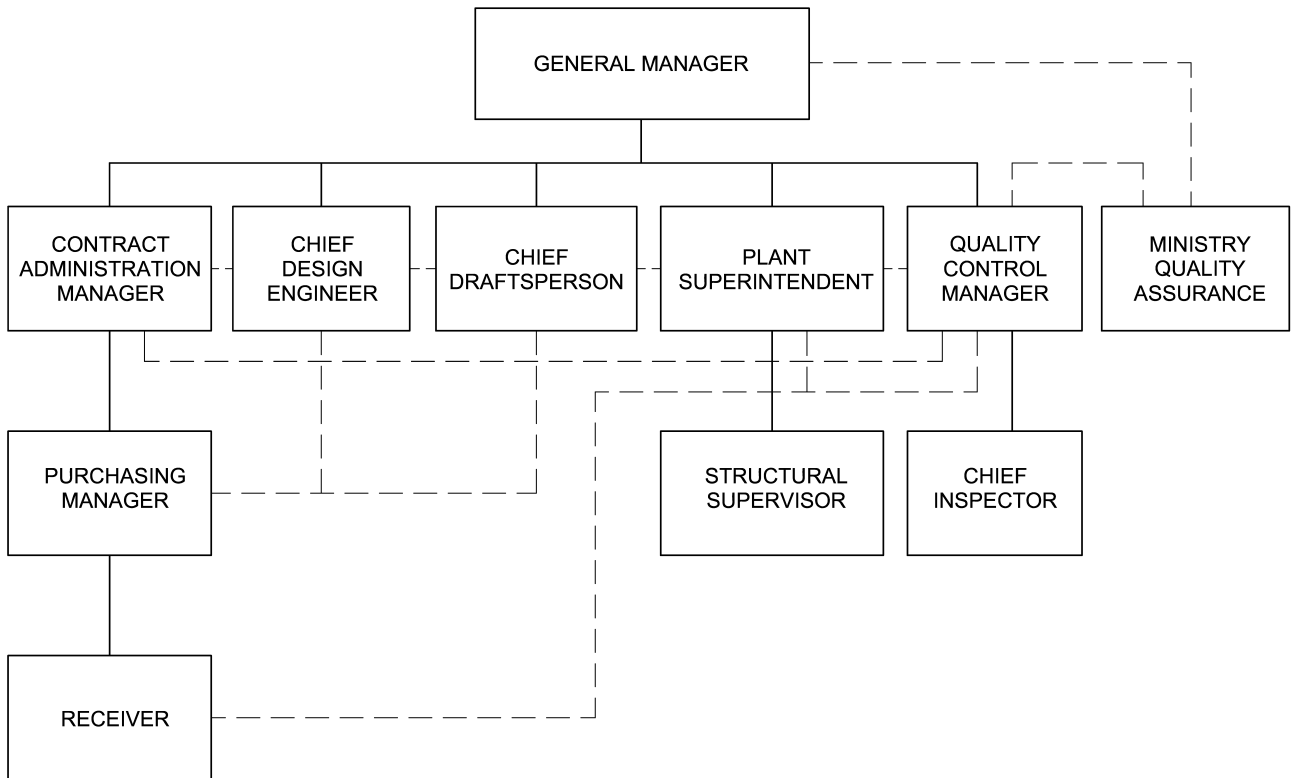 GENERAL MANAGER
CONTRACT
ADMINISTRATION
MANAGER
CHIEF
DESIGN
ENGINEER
CHIEF
DRAFTSPERSON
PLANT
SUPERINTENDENT
QUALITY
CONTROL
MANAGER
MINISTRY
QUALITY
ASSURANCE
PURCHASING
MANAGER
STRUCTURAL
SUPERVISOR
CHIEF
INSPECTOR
RECEIVER